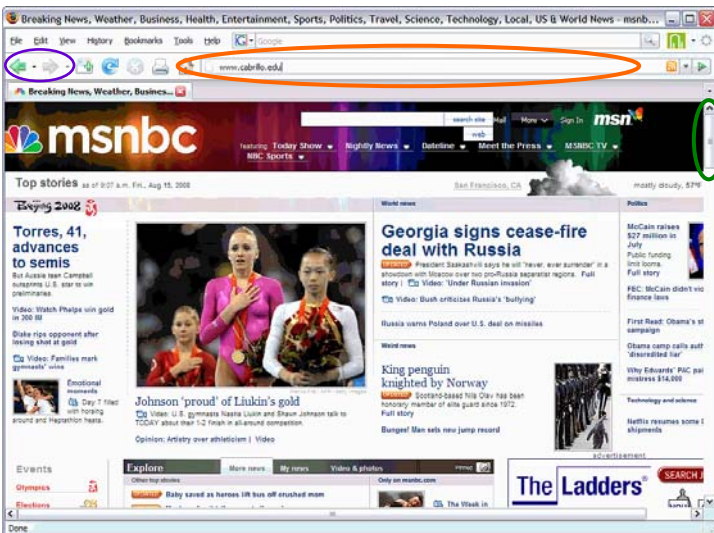 Breaking News, Weather, Business, Health, Entertainment, Sports, Politics, Travel, Science, Technology, Local, US & World News - msnb...
File Edit View History Bookmarks Tools Help
Google
www.cabrillo.edu
Breaking News, Weather, Busines...
msnbc
search site
web
Mail More Sign In msn
featuring Today Show Nightly News Dateline Meet the Press MSNBC TV
NBC Sports
Top stories as of 9:07 a.m. Fri., Aug 15, 2008
San Francisco, CA
mostly cloudy, 57°F
Beijing 2008
Torres, 41,
advances
to semis
But Aussie teen Campbell
outsprints U.S. star to win
preliminaries.
Video: Watch Phelps win gold
in 200 IM
Blake rips opponent after
losing shot at gold
Video: Families mark
gymnasts' wins
Emotional
moments
Day 7 filled
with horsing
around and Heptathlon heats.
Johnson 'proud' of Liukin's gold
Video: U.S. gymnasts Nastia Liukin and Shawn Johnson talk to
TODAY about their 1-2 finish in all-around competition.
Opinion: Artistry over athleticism | Video
World news
Georgia signs cease-fire
deal with Russia
UPDATED President Saakashvili says he will 'never, ever surrender' in a
showdown with Moscow over two pro-Russia separatist regions. Full
story | Video: 'Under Russian invasion'
Video: Bush criticizes Russia's 'bullying'
Russia warns Poland over U.S. deal on missiles
Weird news
King penguin
knighted by Norway
UPDATED Scotland-based Nils Olav has been
honorary member of elite guard since 1972.
Full story
Bungee! Man sets new jump record
Politics
McCain raises
$27 million in
July
Public funding
limit looms.
Full story
FEC: McCain didn't vio
finance laws
First Read: Obama's st
campaign
Obama camp calls auth
'discredited liar'
Why Edwards' PAC pai
mistress $14,000
Technology and science
Netflix resumes some
shipments
advertisement
Events
Olympics
Elections
Explore
More news My news Video & photos
Other top stories
UPDATED Baby saved as heroes lift bus off crushed mom
Only on msnbc.com
The Week in
The Ladders
SEARCH J
Done